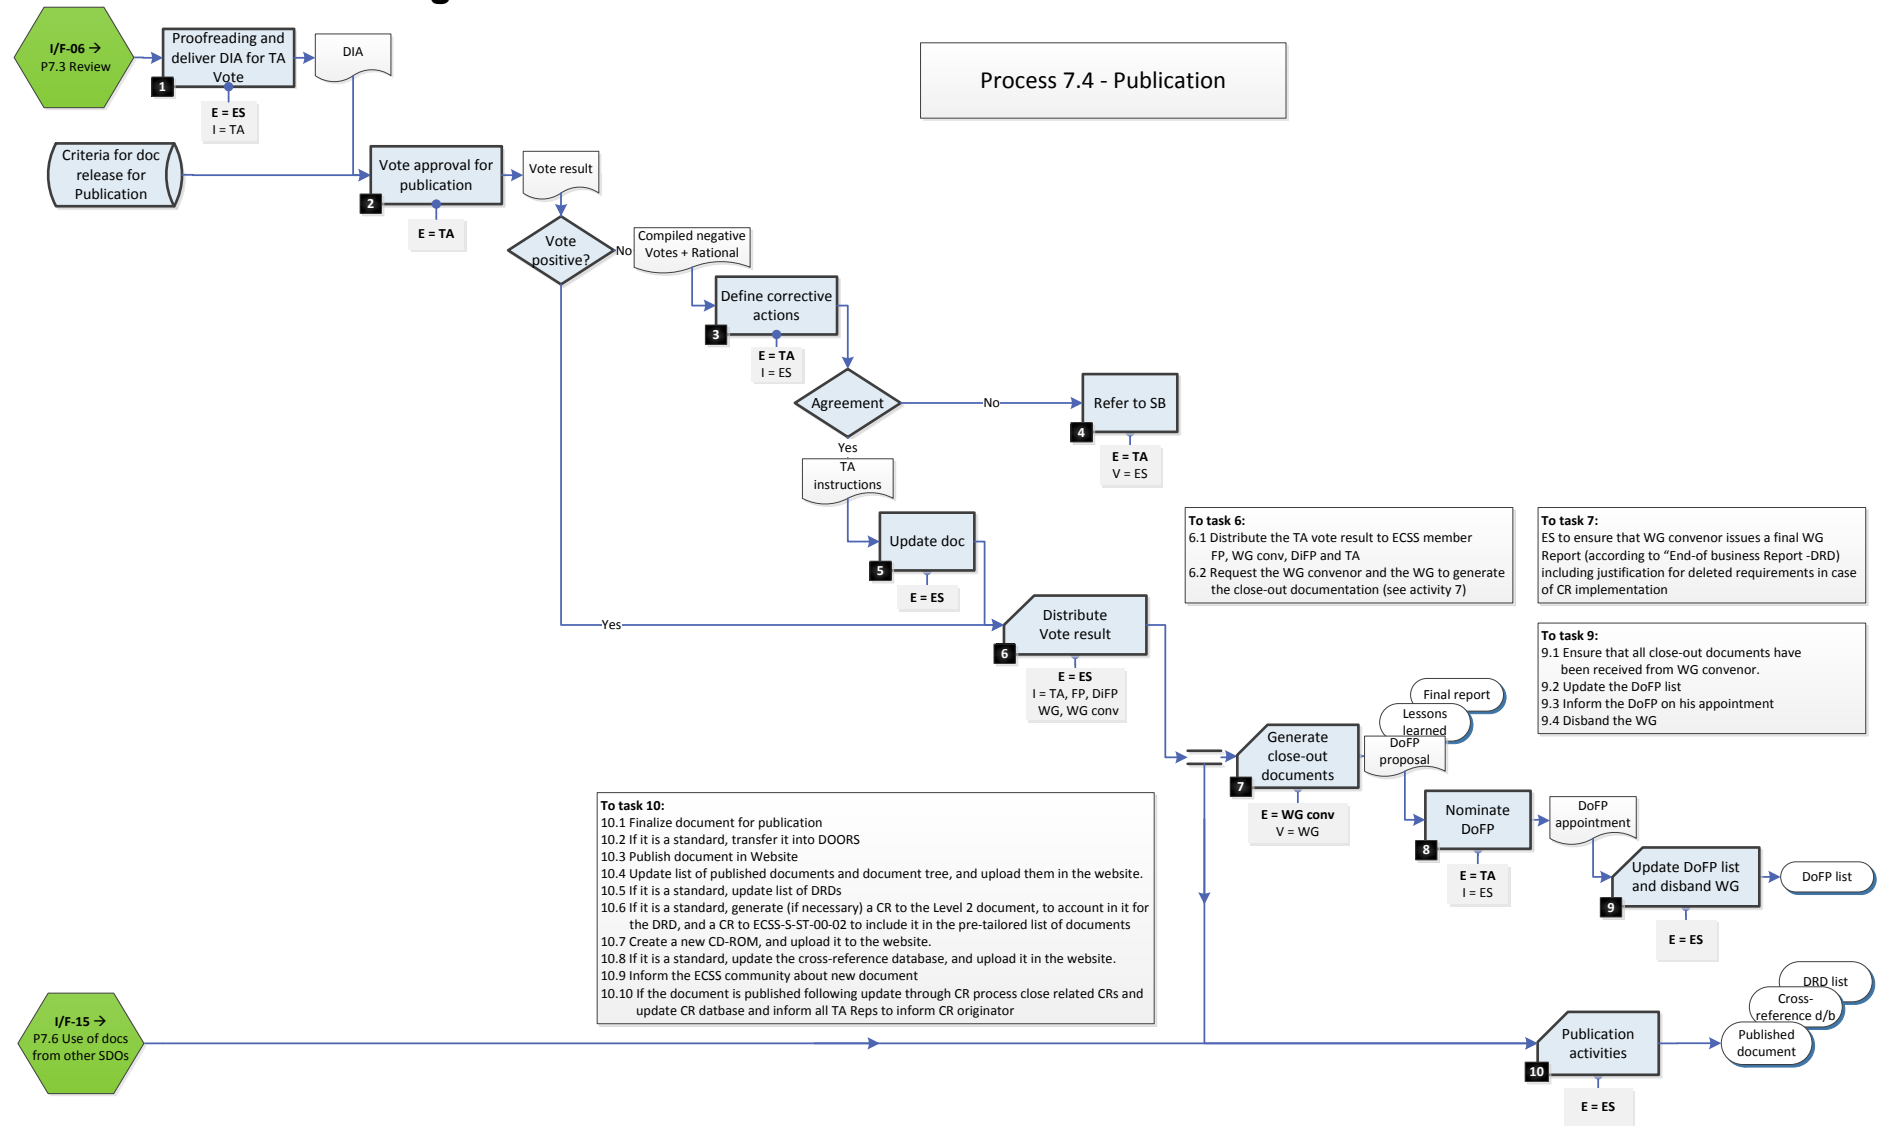 I/F-06 →
P7.3 Review
Proofreading and
deliver DIA for TA
Vote
1
E = ES
I = TA
DIA
Process 7.4 - Publication
Criteria for doc
release for
Publication
Vote approval for
publication
2
E = TA
Vote result
Vote
positive?
No
Compiled negative
Votes + Rational
Define corrective
actions
3
E = TA
I = ES
Agreement
No
Refer to SB
4
E = TA
V = ES
Yes
TA
instructions
Update doc
5
E = ES
To task 6:
6.1 Distribute the TA vote result to ECSS member
FP, WG conv, DiFP and TA
6.2 Request the WG convenor and the WG to generate
the close-out documentation (see activity 7)
To task 7:
ES to ensure that WG convenor issues a final WG
Report (according to “End-of business Report -DRD)
including justification for deleted requirements in case
of CR implementation
Yes
Distribute
Vote result
6
E = ES
I = TA, FP, DiFP
WG, WG conv
To task 9:
9.1 Ensure that all close-out documents have
been received from WG convenor.
9.2 Update the DoFP list
9.3 Inform the DoFP on his appointment
9.4 Disband the WG
Final report
Lessons
learned
DoFP
proposal
Generate
close-out
documents
7
E = WG conv
V = WG
Nominate
DoFP
8
E = TA
I = ES
DoFP
appointment
Update DoFP list
and disband WG
9
E = ES
DoFP list
To task 10:
10.1 Finalize document for publication
10.2 If it is a standard, transfer it into DOORS
10.3 Publish document in Website
10.4 Update list of published documents and document tree, and upload them in the website.
10.5 If it is a standard, update list of DRDs
10.6 If it is a standard, generate (if necessary) a CR to the Level 2 document, to account in it for
the DRD, and a CR to ECSS-S-ST-00-02 to include it in the pre-tailored list of documents
10.7 Create a new CD-ROM, and upload it to the website.
10.8 If it is a standard, update the cross-reference database, and upload it in the website.
10.9 Inform the ECSS community about new document
10.10 If the document is published following update through CR process close related CRs and
update CR datbase and inform all TA Reps to inform CR originator
I/F-15 →
P7.6 Use of docs
from other SDOs
Publication
activities
10
E = ES
DRD list
Cross-
reference d/b
Published
document